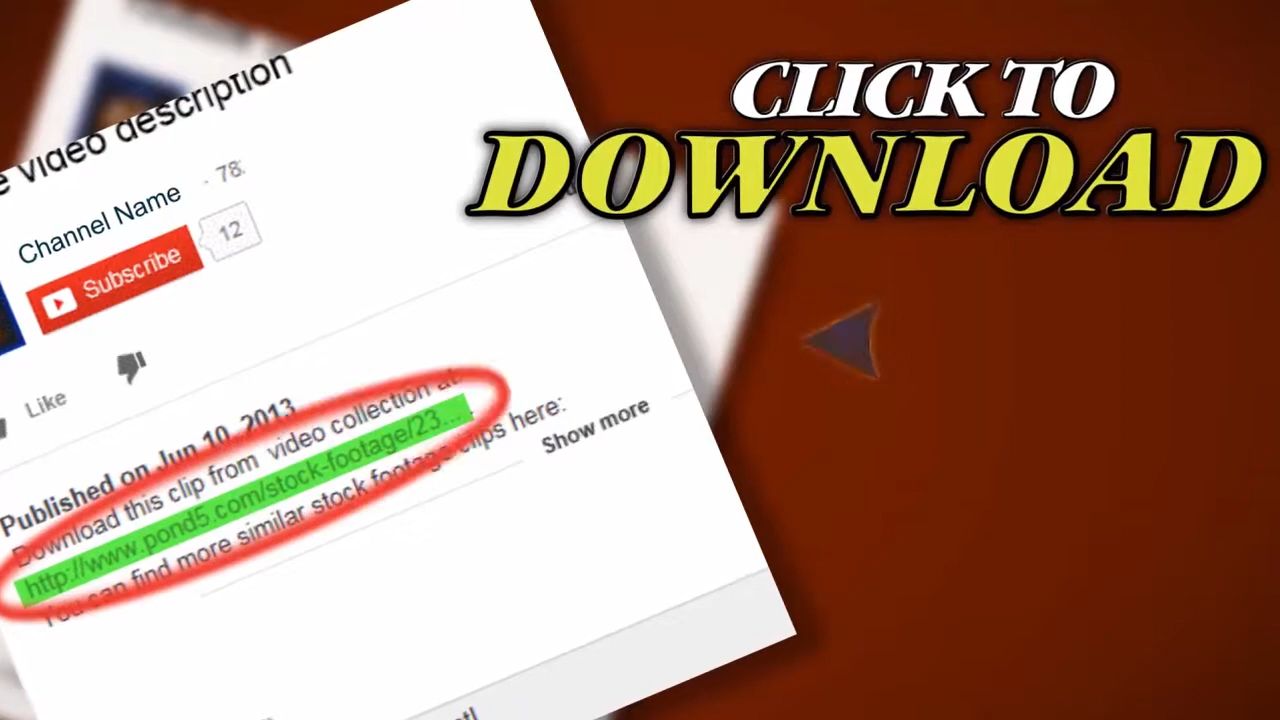 CLICK TO
DOWNLOAD
video description
Channel Name
Subscribe
12
Like
Published on Jun 10, 2013
Download this clip from video collection at
http://www.pond5.com/stock-footage/23...
You can find more similar stock footage clips here:
Show more